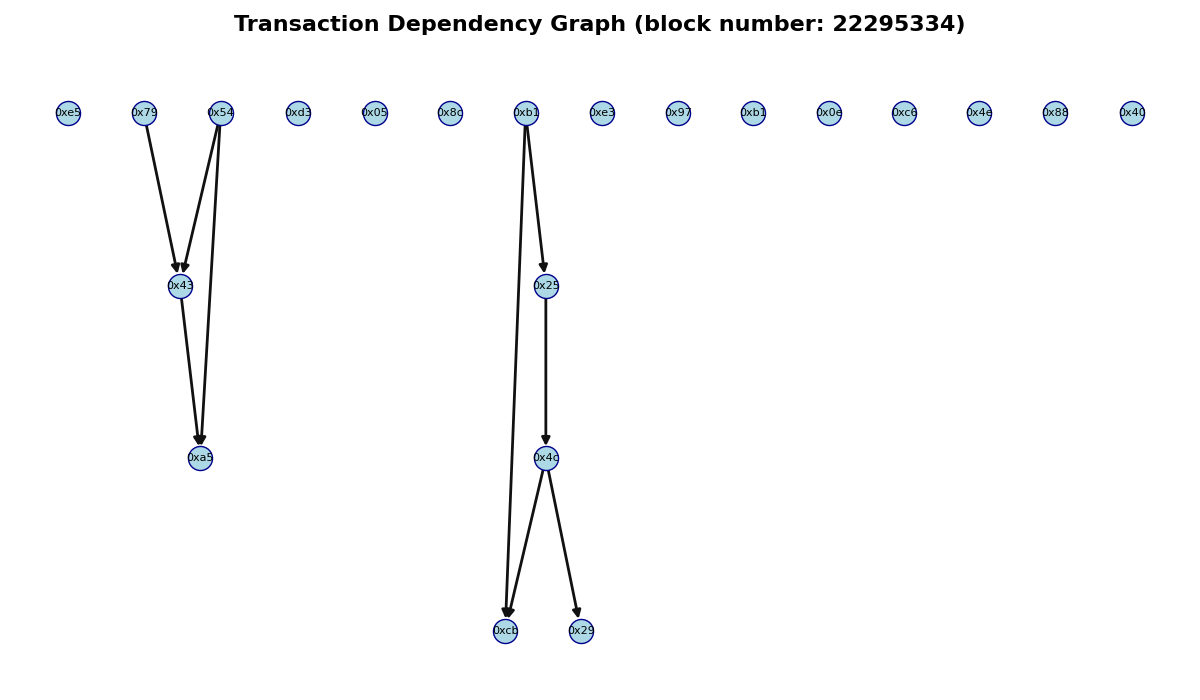 Transaction Dependency Graph (block number: 22295334)
0xe5 0x79 0x54 0xd3 0x05 0x8c 0xb1 0xe3 0x97 0xb1 0x0e 0xc6 0x4e 0x88 0x40
0x43 0x25
0xa5 0x4c
0xcb 0x29